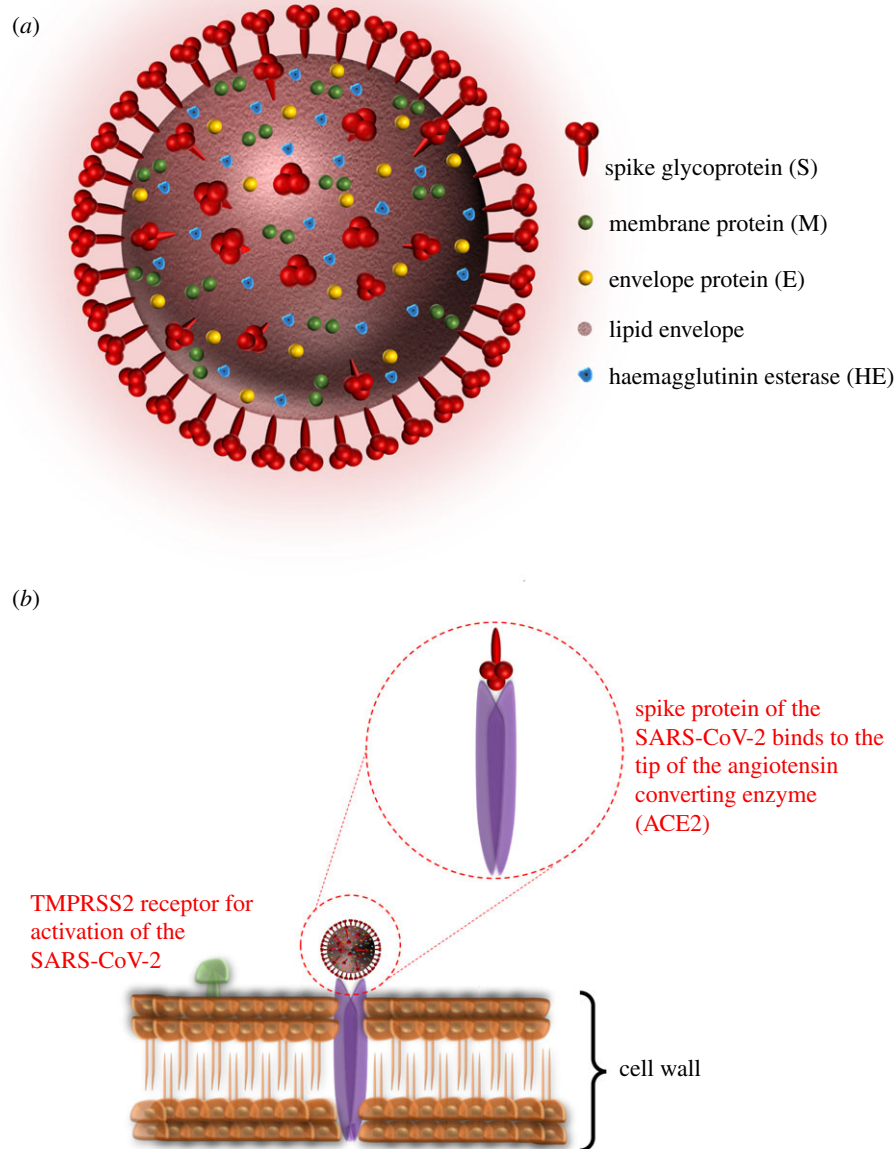 (a)
spike glycoprotein (S)
membrane protein (M)
envelope protein (E)
lipid envelope
haemagglutinin esterase (HE)
(b)
spike protein of the
SARS-CoV-2 binds to the
tip of the angiotensin
converting enzyme
(ACE2)
TMPRSS2 receptor for
activation of the
SARS-CoV-2
cell wall